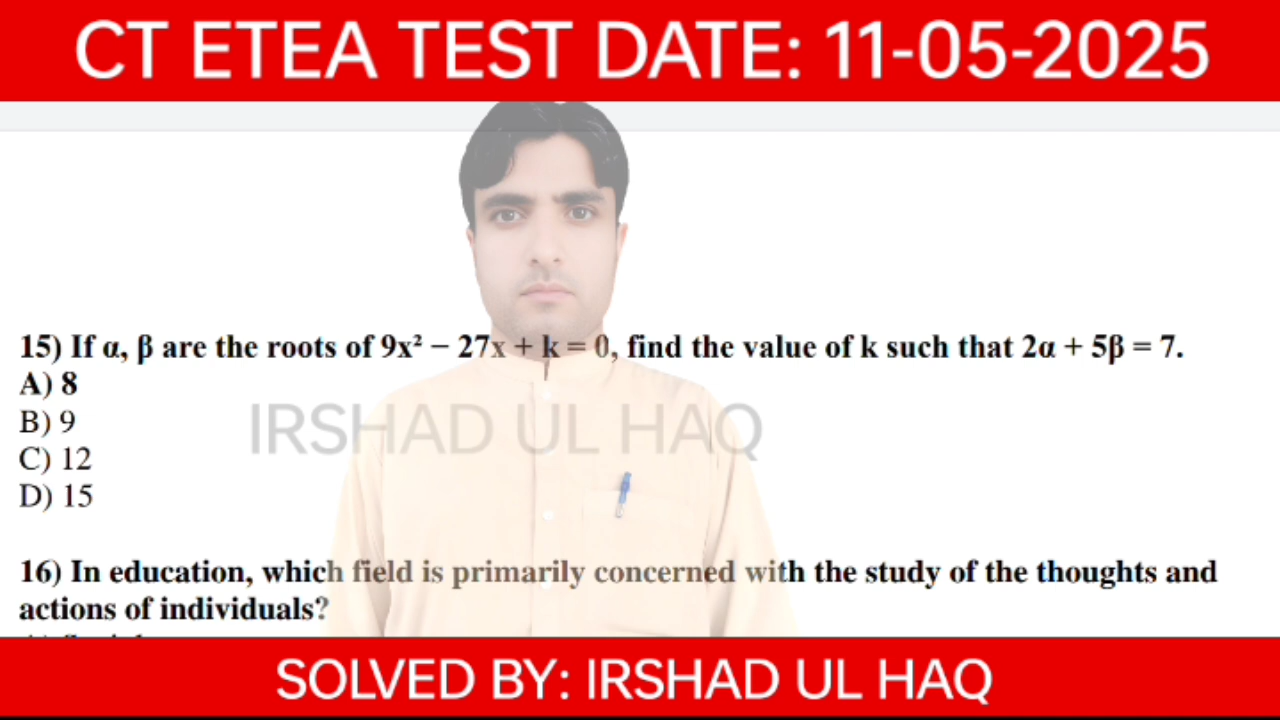 CT ETEA TEST DATE: 11-05-2025
15) If α, β are the roots of 9x² − 27x + k = 0, find the value of k such that 2α + 5β = 7.
A) 8
IRSHAD UL HAQ
B) 9
C) 12
D) 15
16) In education, which field is primarily concerned with the study of the thoughts and
actions of individuals?
SOLVED BY: IRSHAD UL HAQ